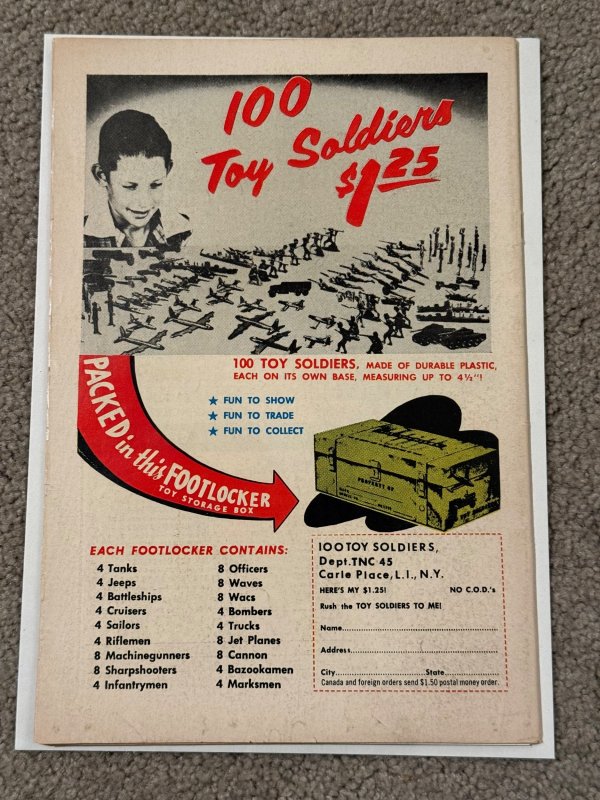 100
Toy Soldiers
$1.25
100 TOY SOLDIERS, MADE OF DURABLE PLASTIC,
EACH ON ITS OWN BASE, MEASURING UP TO 4½"!
★ FUN TO SHOW
★ FUN TO TRADE
★ FUN TO COLLECT
PACKED in this FOOTLOCKER
TOY STORAGE BOX
PROPERTY OF
EACH FOOTLOCKER CONTAINS:
4 Tanks
4 Jeeps
4 Battleships
4 Cruisers
4 Sailors
4 Riflemen
8 Machinegunners
8 Sharpshooters
4 Infantrymen
8 Officers
8 Waves
8 Wacs
4 Bombers
4 Trucks
8 Jet Planes
8 Cannon
4 Bazookamen
4 Marksmen
100 TOY SOLDIERS,
Dept. TNC 45
Carle Place, L.I., N.Y.
HERE'S MY $1.25! NO C.O.D.'s
Rush the TOY SOLDIERS TO ME!
Name
Address
City State
Canada and foreign orders send $1.50 postal money order.